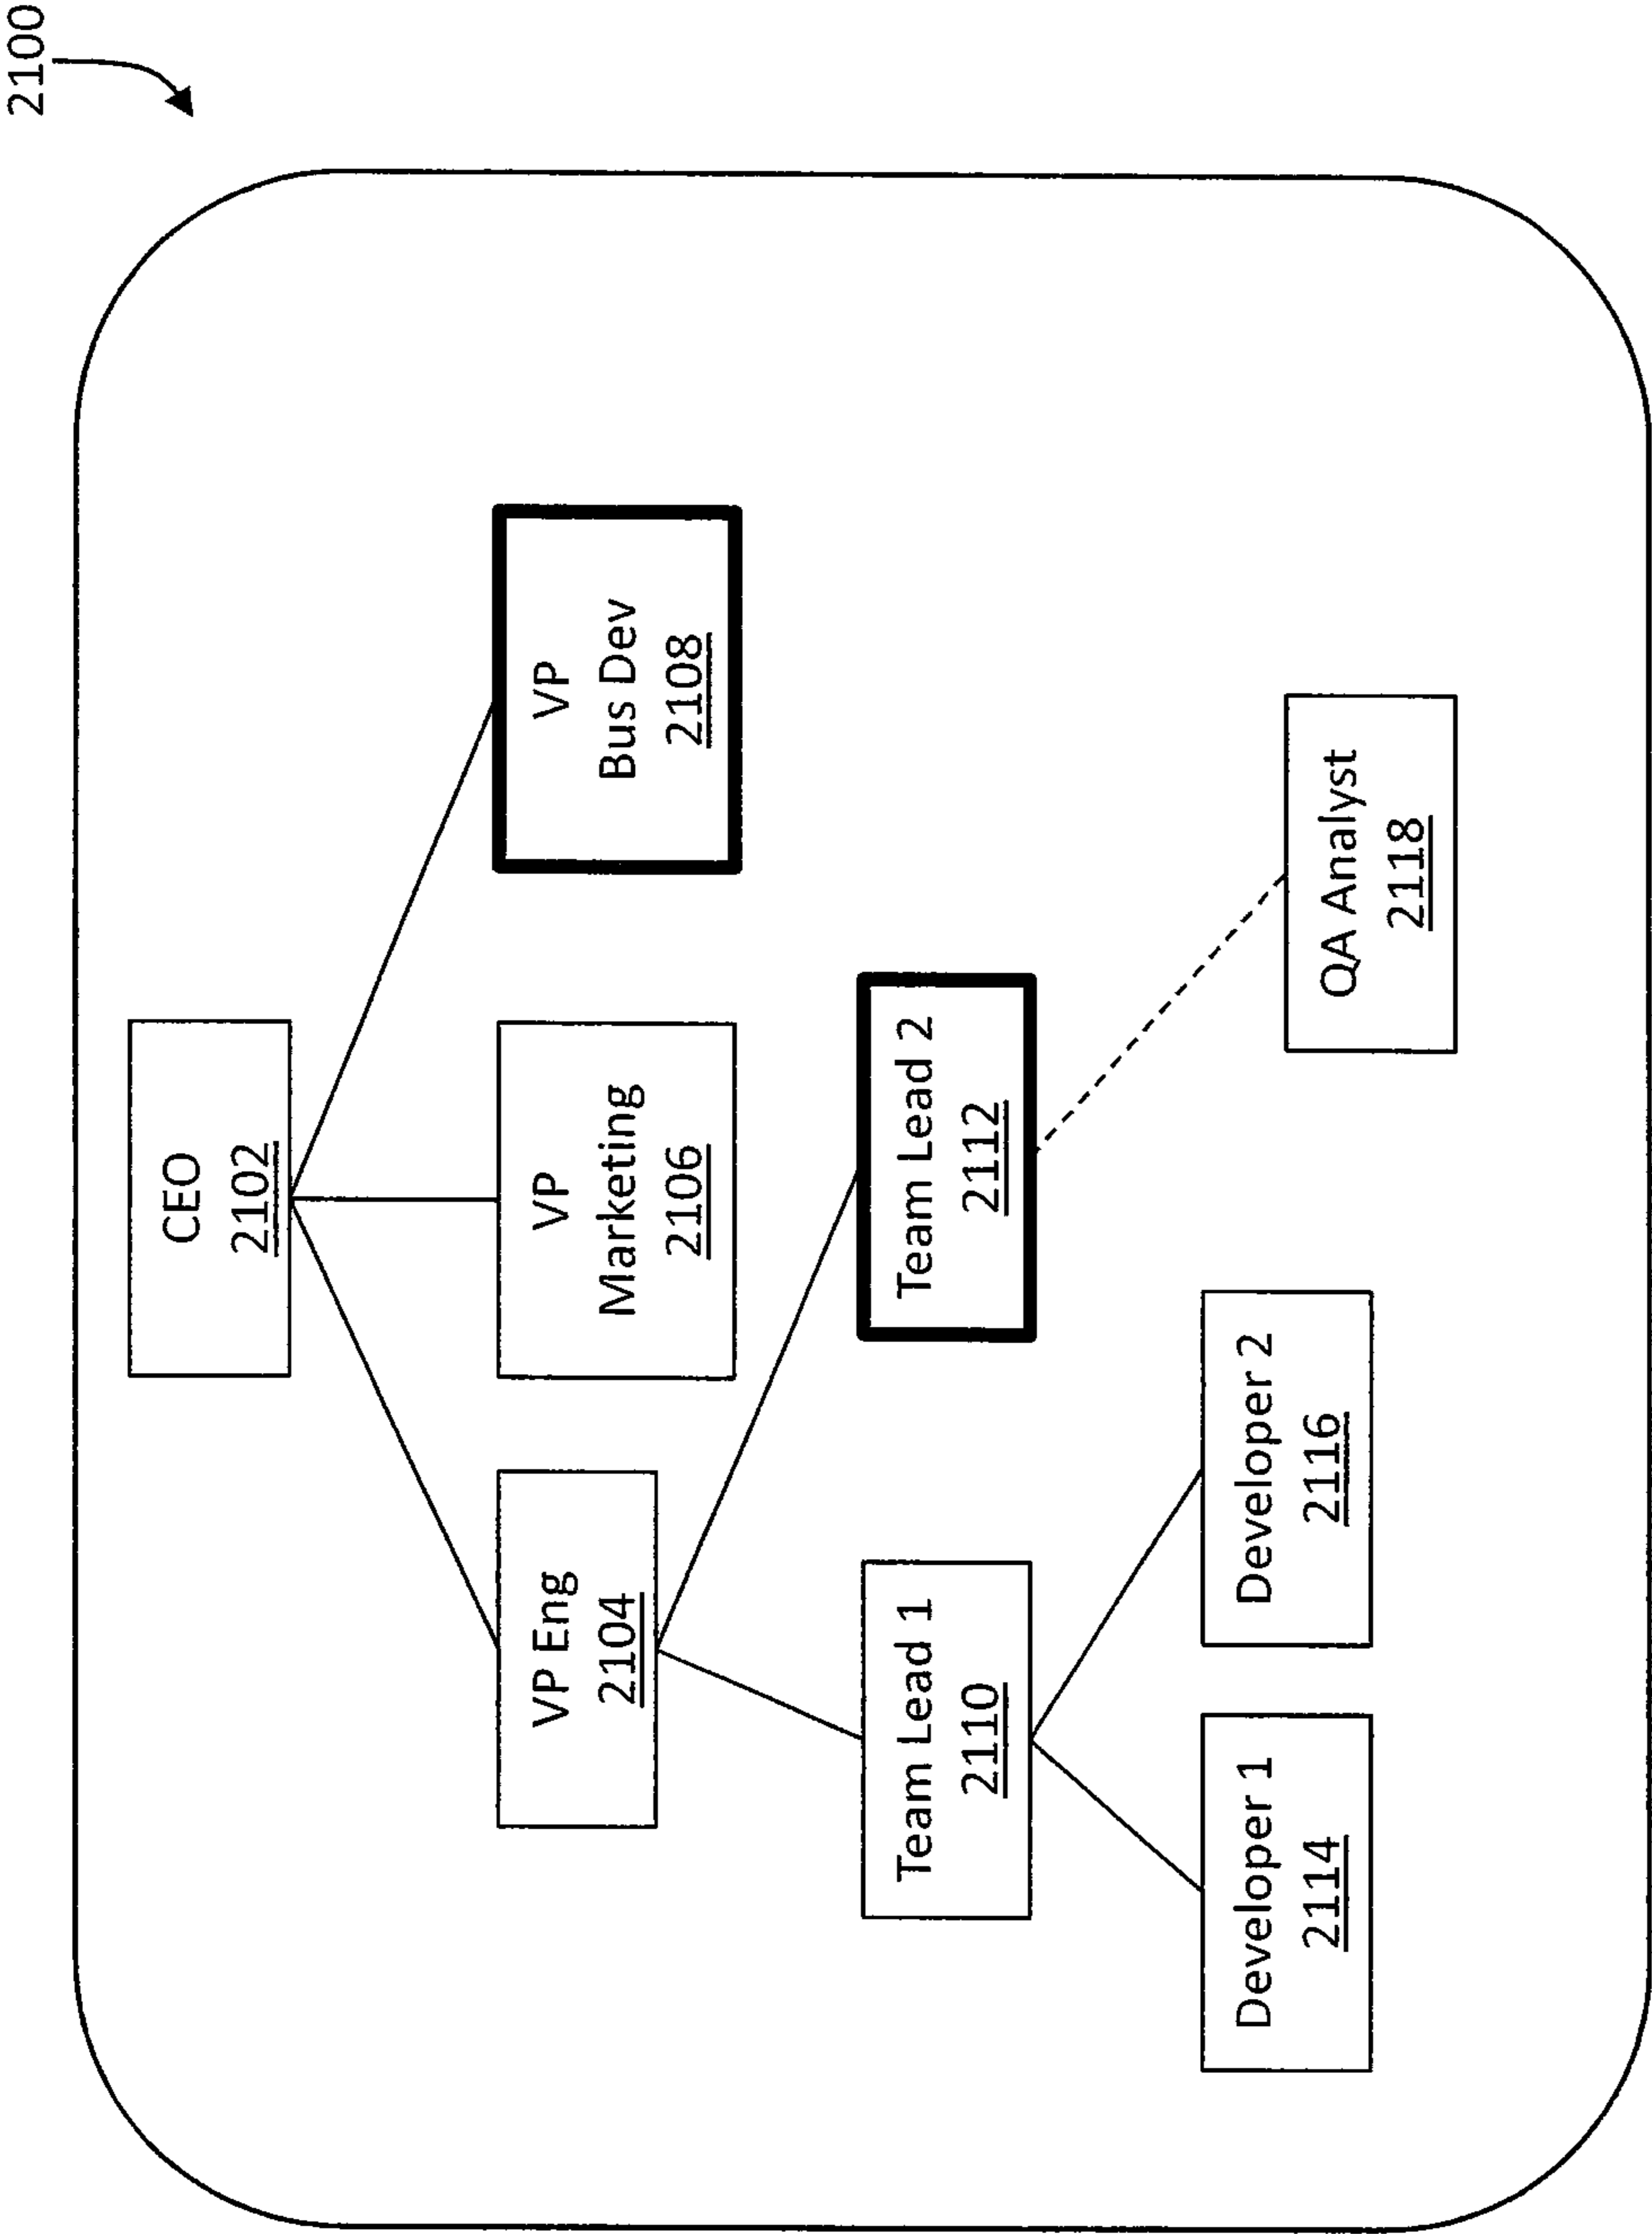 2100
CEO
2102
VP Eng
2104
VP
Marketing
2106
VP
Bus Dev
2108
Team Lead 1
2110
Team Lead 2
2112
Developer 1
2114
Developer 2
2116
QA Analyst
2118